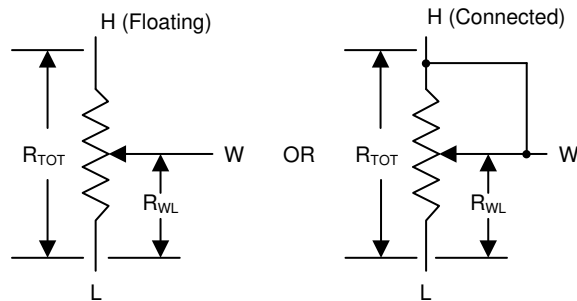 H (Floating)
H (Connected)
R_TOT
W
OR
R_TOT
W
R_WL
R_WL
L
L